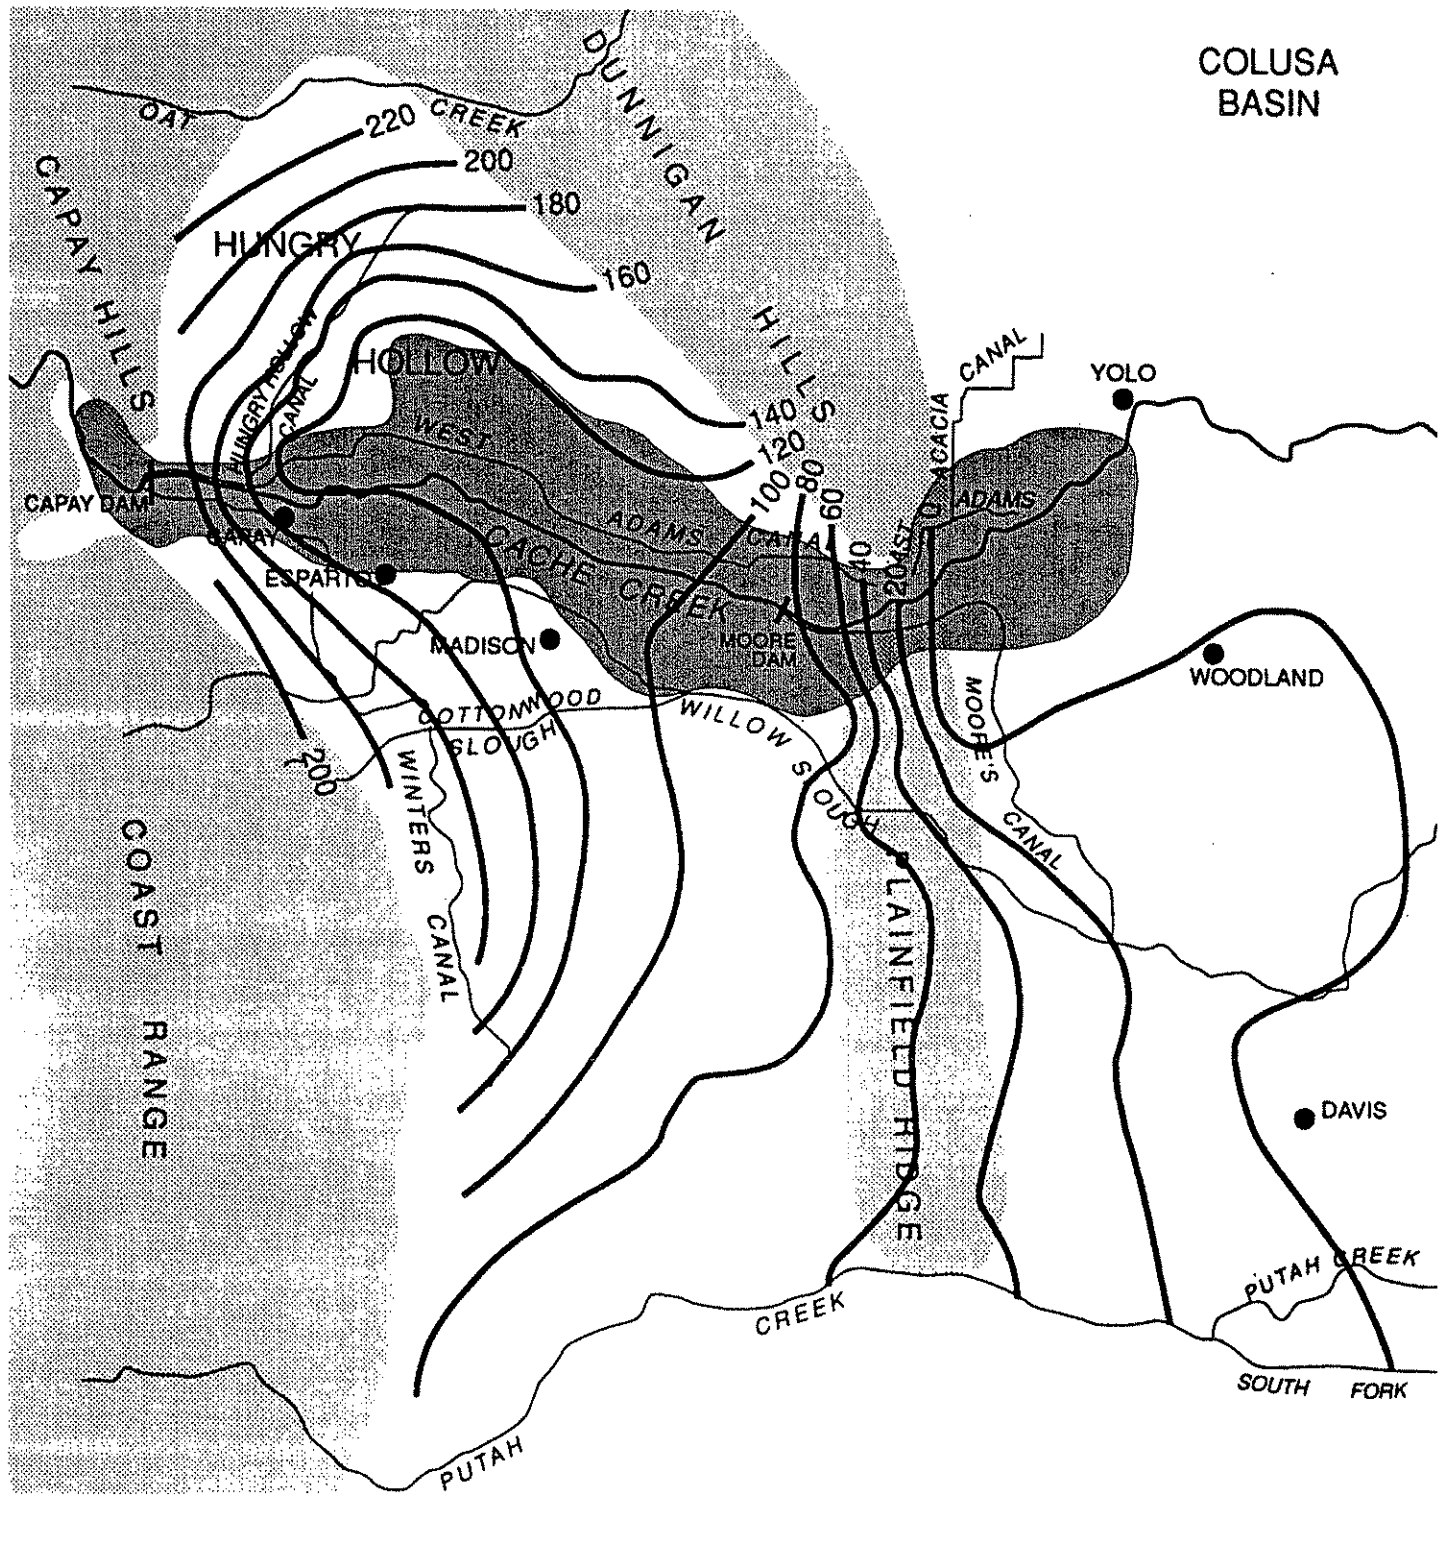 COLUSA
BASIN
DUNNIGAN
HILLS
OAT
CREEK
220
200
180
160
140
120
100
80
60
40
20
0
CAPAY HILLS
HUNGRY
HOLLOW
HUNGRY HOLLOW
CANAL
CANAL
ACACIA
EAST
YOLO
WEST
ADAMS
CANAL
ADAMS
CAPAY DAM
CAPAY
CACHE CREEK
ESPARTO
MADISON
MOORE
DAM
WOODLAND
COTTONWOOD
SLOUGH
WILLOW SLOUGH
MOORE'S
CANAL
200
WINTERS
CANAL
COAST RANGE
PLAINFIELD RIDGE
DAVIS
PUTAH CREEK
CREEK
SOUTH FORK
PUTAH